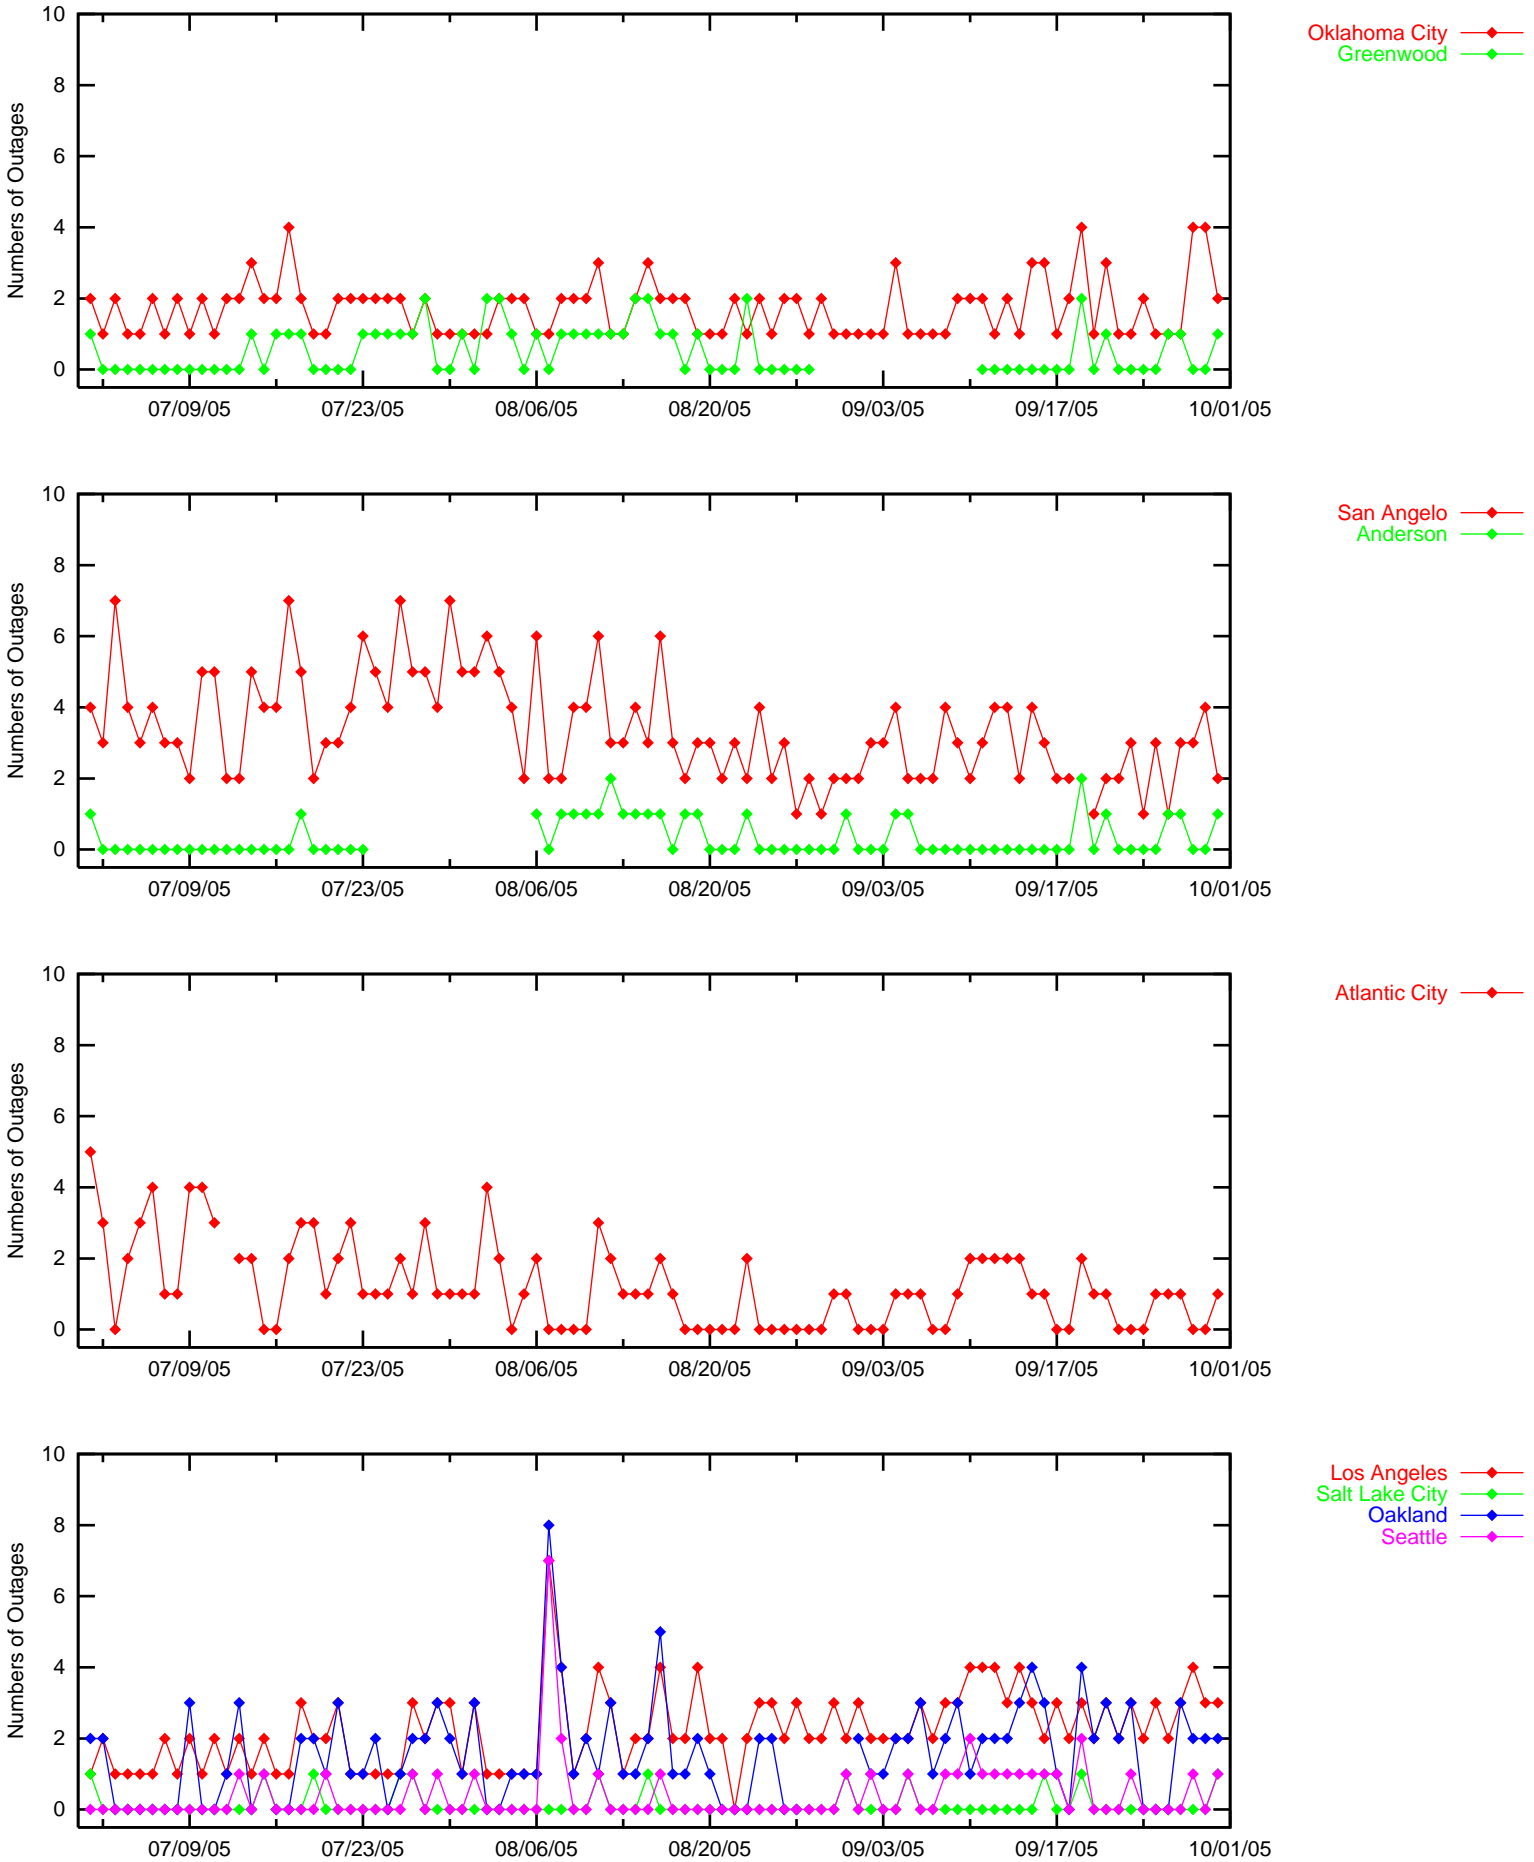 10
8
6
4
2
0
Numbers of Outages
07/09/05 07/23/05 08/06/05 08/20/05 09/03/05 09/17/05 10/01/05
Oklahoma City
Greenwood
10
8
6
4
2
0
Numbers of Outages
07/09/05 07/23/05 08/06/05 08/20/05 09/03/05 09/17/05 10/01/05
San Angelo
Anderson
10
8
6
4
2
0
Numbers of Outages
07/09/05 07/23/05 08/06/05 08/20/05 09/03/05 09/17/05 10/01/05
Atlantic City
10
8
6
4
2
0
Numbers of Outages
07/09/05 07/23/05 08/06/05 08/20/05 09/03/05 09/17/05 10/01/05
Los Angeles
Salt Lake City
Oakland
Seattle